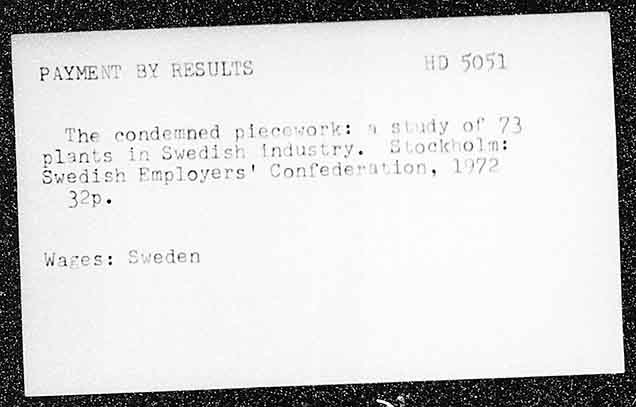 PAYMENT BY RESULTS HD 5051
The condemned piecework: a study of 73
plants in Swedish industry. Stockholm:
Swedish Employers' Confederation, 1972
32p.
Wages: Sweden